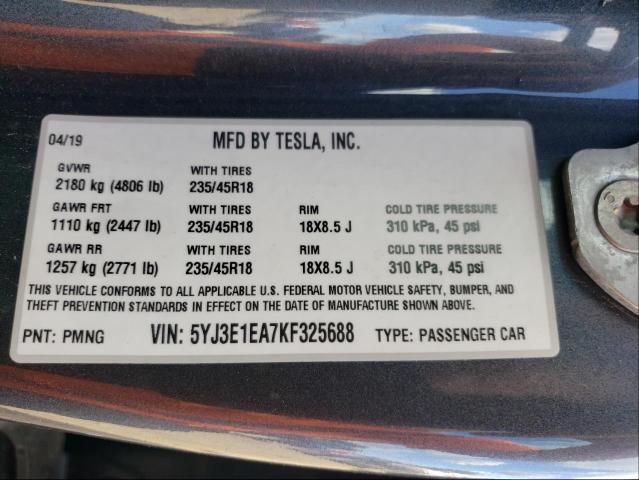 04/19 MFD BY TESLA, INC.
GVWR WITH TIRES
2180 kg (4806 lb) 235/45R18
GAWR FRT WITH TIRES RIM COLD TIRE PRESSURE
1110 kg (2447 lb) 235/45R18 18X8.5 J 310 kPa, 45 psi
GAWR RR WITH TIRES RIM COLD TIRE PRESSURE
1257 kg (2771 lb) 235/45R18 18X8.5 J 310 kPa, 45 psi
THIS VEHICLE CONFORMS TO ALL APPLICABLE U.S. FEDERAL MOTOR VEHICLE SAFETY, BUMPER, AND
THEFT PREVENTION STANDARDS IN EFFECT ON THE DATE OF MANUFACTURE SHOWN ABOVE.
PNT: PMNG VIN: 5YJ3E1EA7KF325688 TYPE: PASSENGER CAR